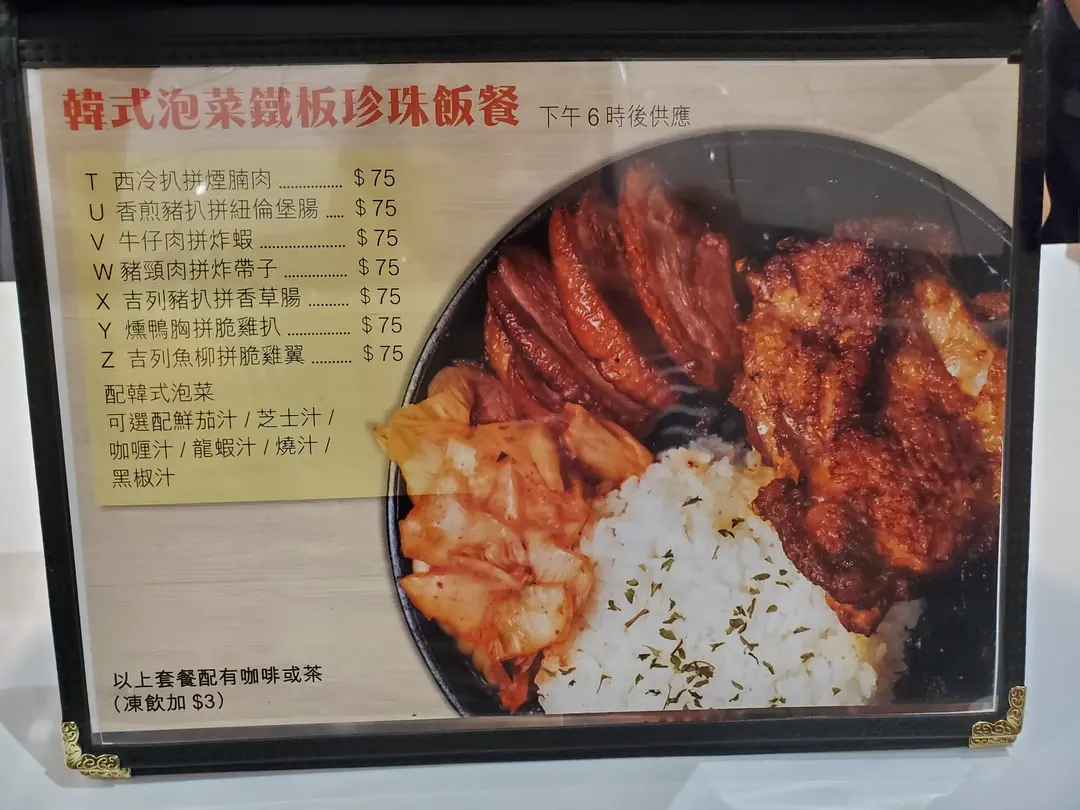 韓式泡菜鐵板珍珠飯餐 下午6時後供應
T 西冷扒拼煙腩肉 .................. $75
U 香煎豬扒拼紐倫堡腸 ..... $75
V 牛仔肉拼炸蝦 ........................ $75
W 豬頸肉拼炸帶子 .................. $75
X 吉列豬扒拼香草腸 ......... $75
Y 燻鴨胸拼脆雞扒 .................. $75
Z 吉列魚柳拼脆雞翼 ......... $75
配韓式泡菜
可選配鮮茄汁 / 芝士汁 /
咖喱汁 / 龍蝦汁 / 燒汁 /
黑椒汁
以上套餐配有咖啡或茶
(凍飲加 $3)